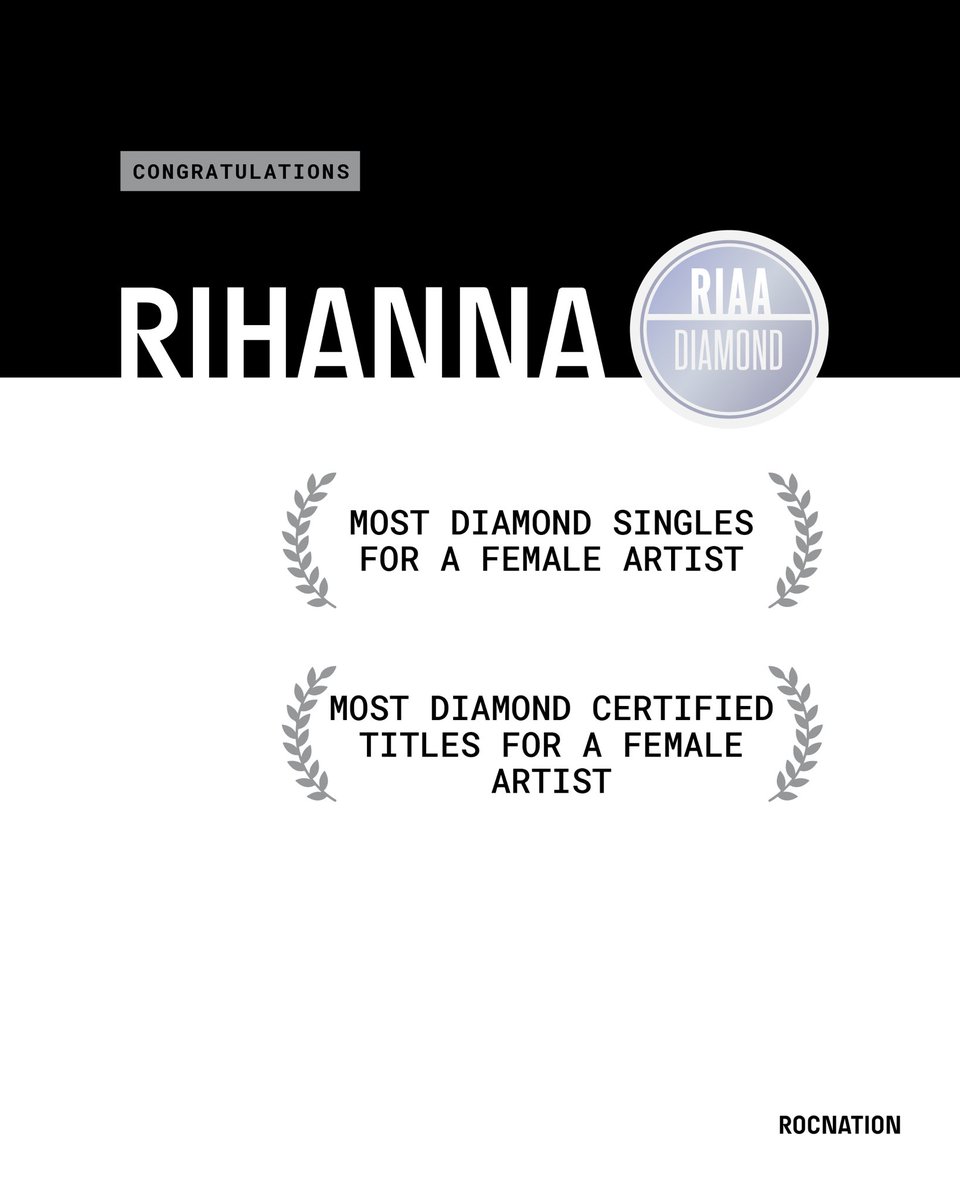 CONGRATULATIONS
RIHANNA
RIAA
DIAMOND
MOST DIAMOND SINGLES
FOR A FEMALE ARTIST
MOST DIAMOND CERTIFIED
TITLES FOR A FEMALE
ARTIST
ROCNATION